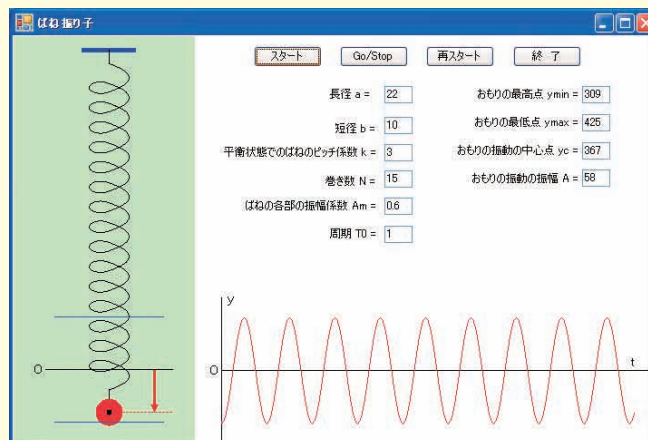 ばね振り子
スタート Go/Stop 再スタート 終 了
長径 a = 22 おもりの最高点 ymin = 309
短径 b = 10 おもりの最低点 ymax = 425
平衡状態でのばねのピッチ係数 k = 3 おもりの振動の中心点 yc = 367
巻き数 N = 15 おもりの振動の振幅 A = 58
ばねの各部の振幅係数 Am = 0.6
周期 T0 = 1
y
O O t